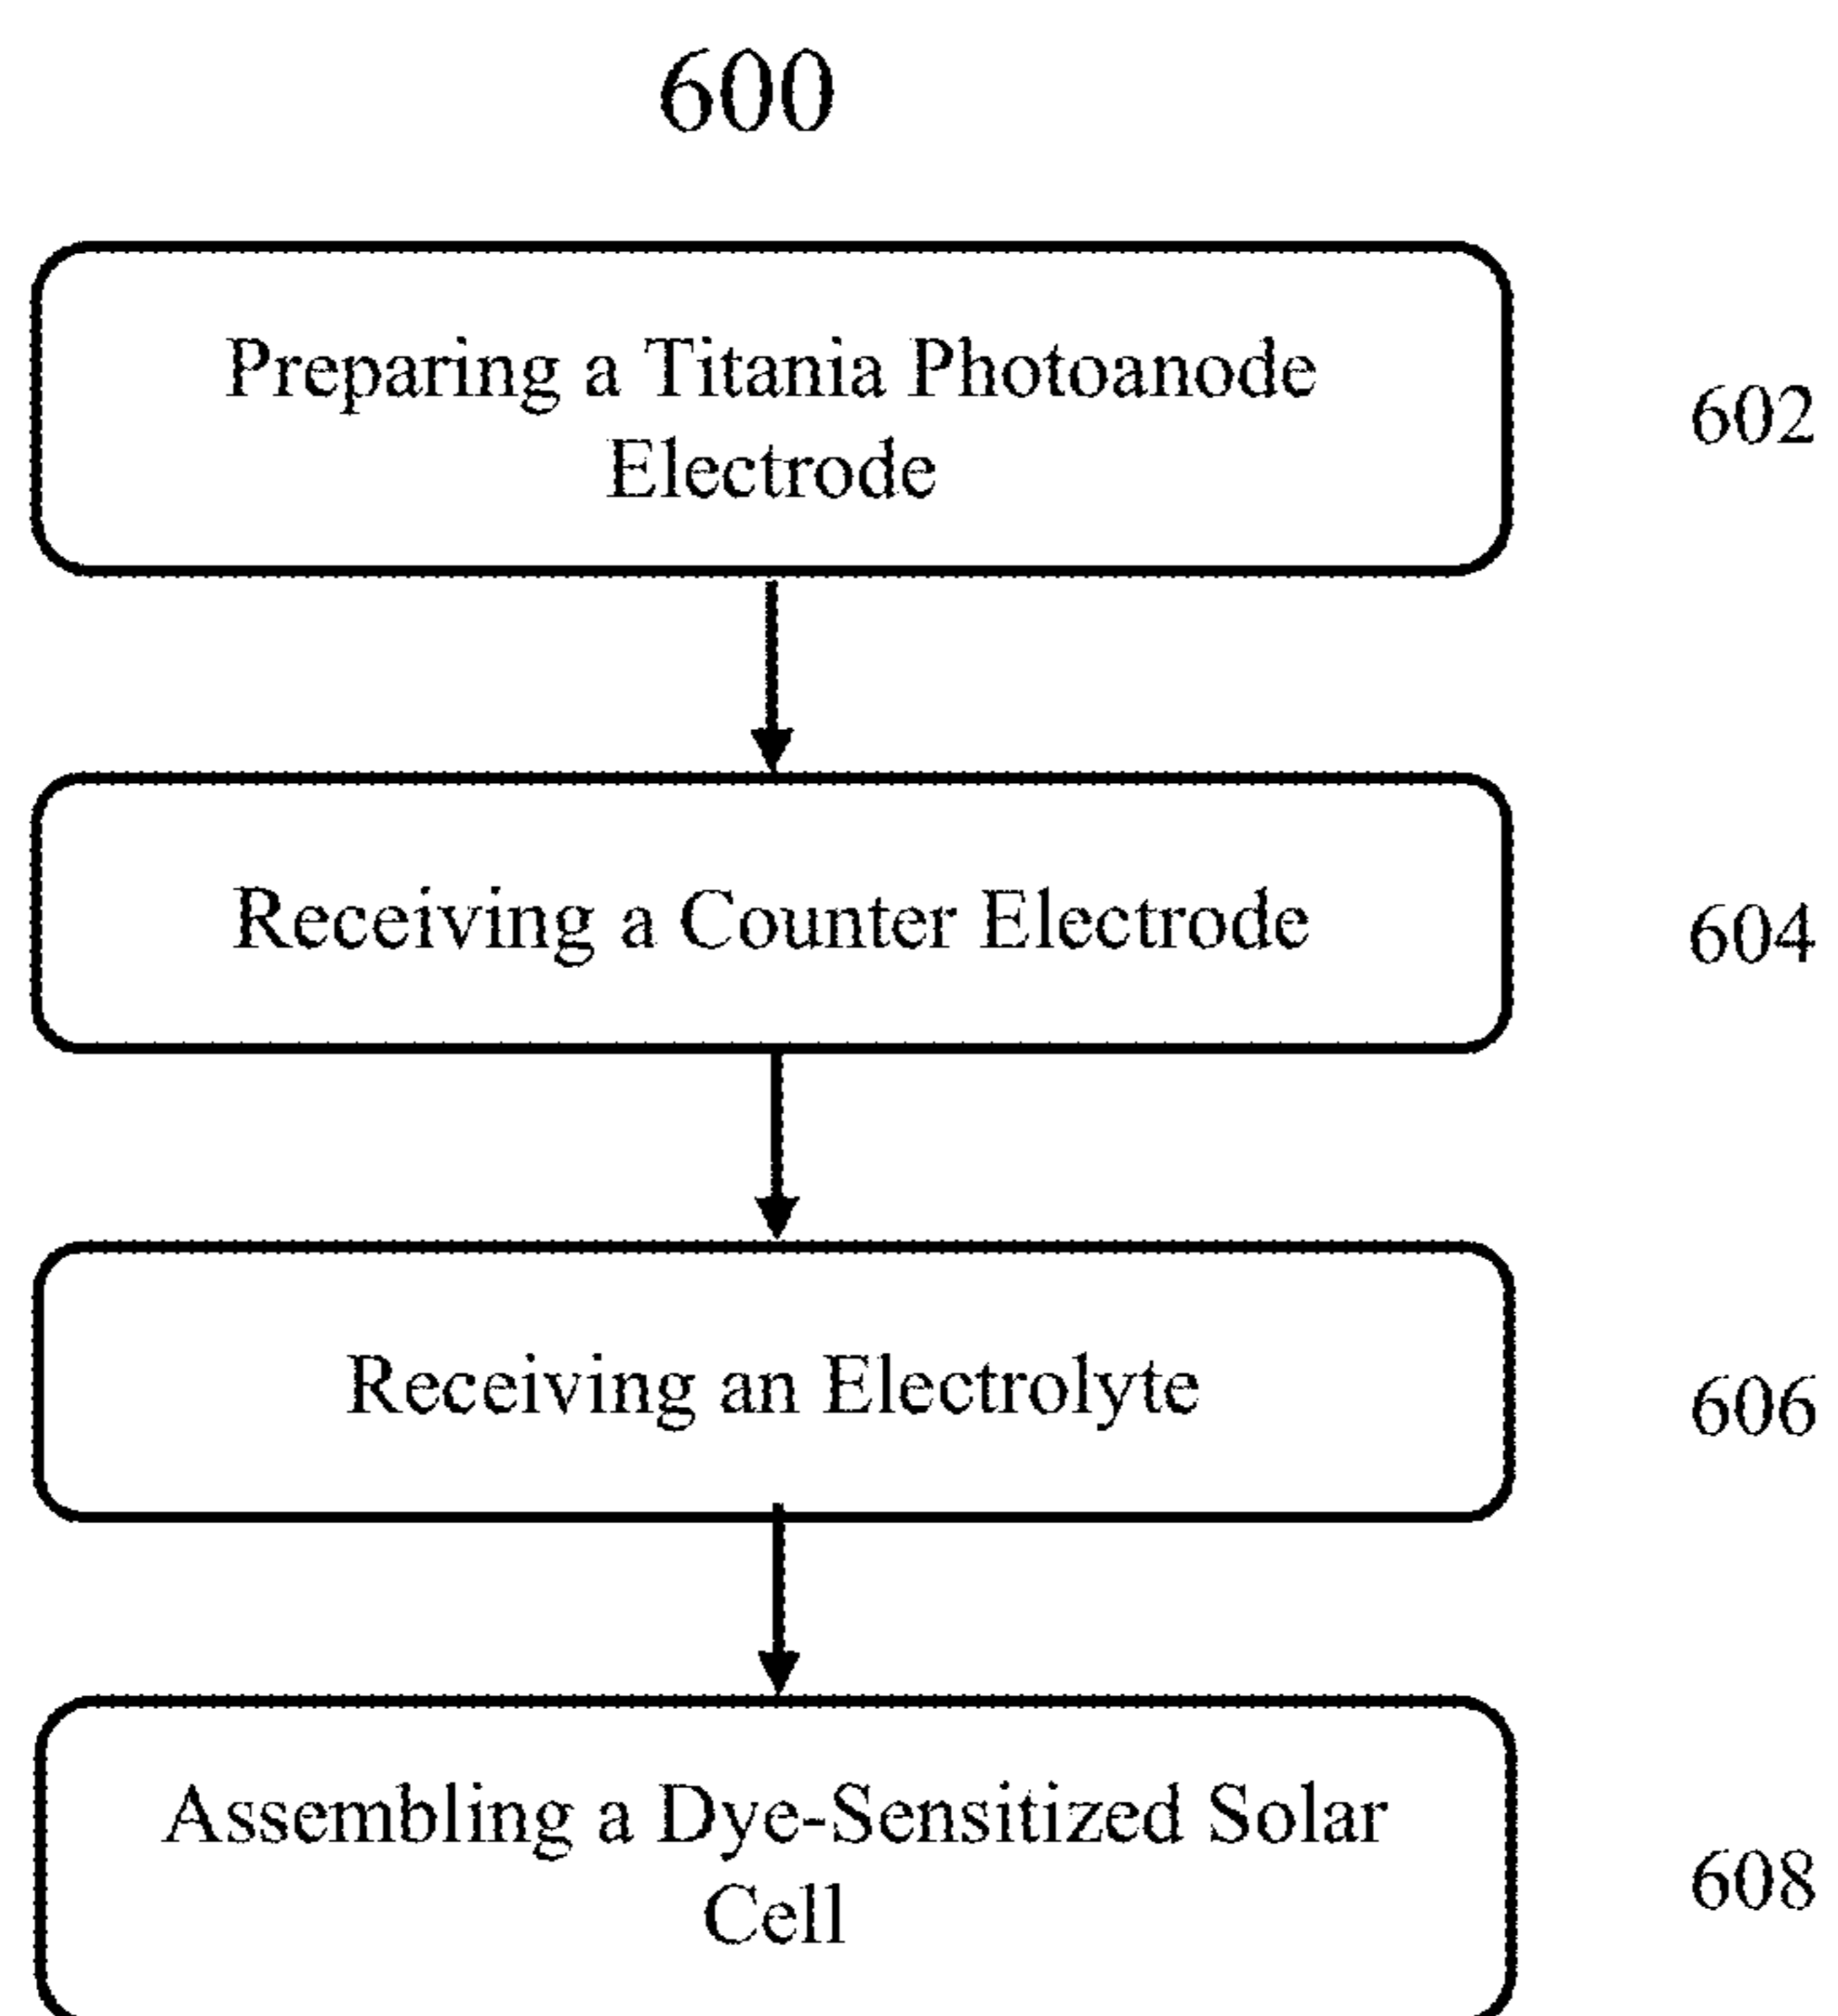 600
Preparing a Titania Photoanode
Electrode
602
Receiving a Counter Electrode
604
Receiving an Electrolyte
606
Assembling a Dye-Sensitized Solar
Cell
608